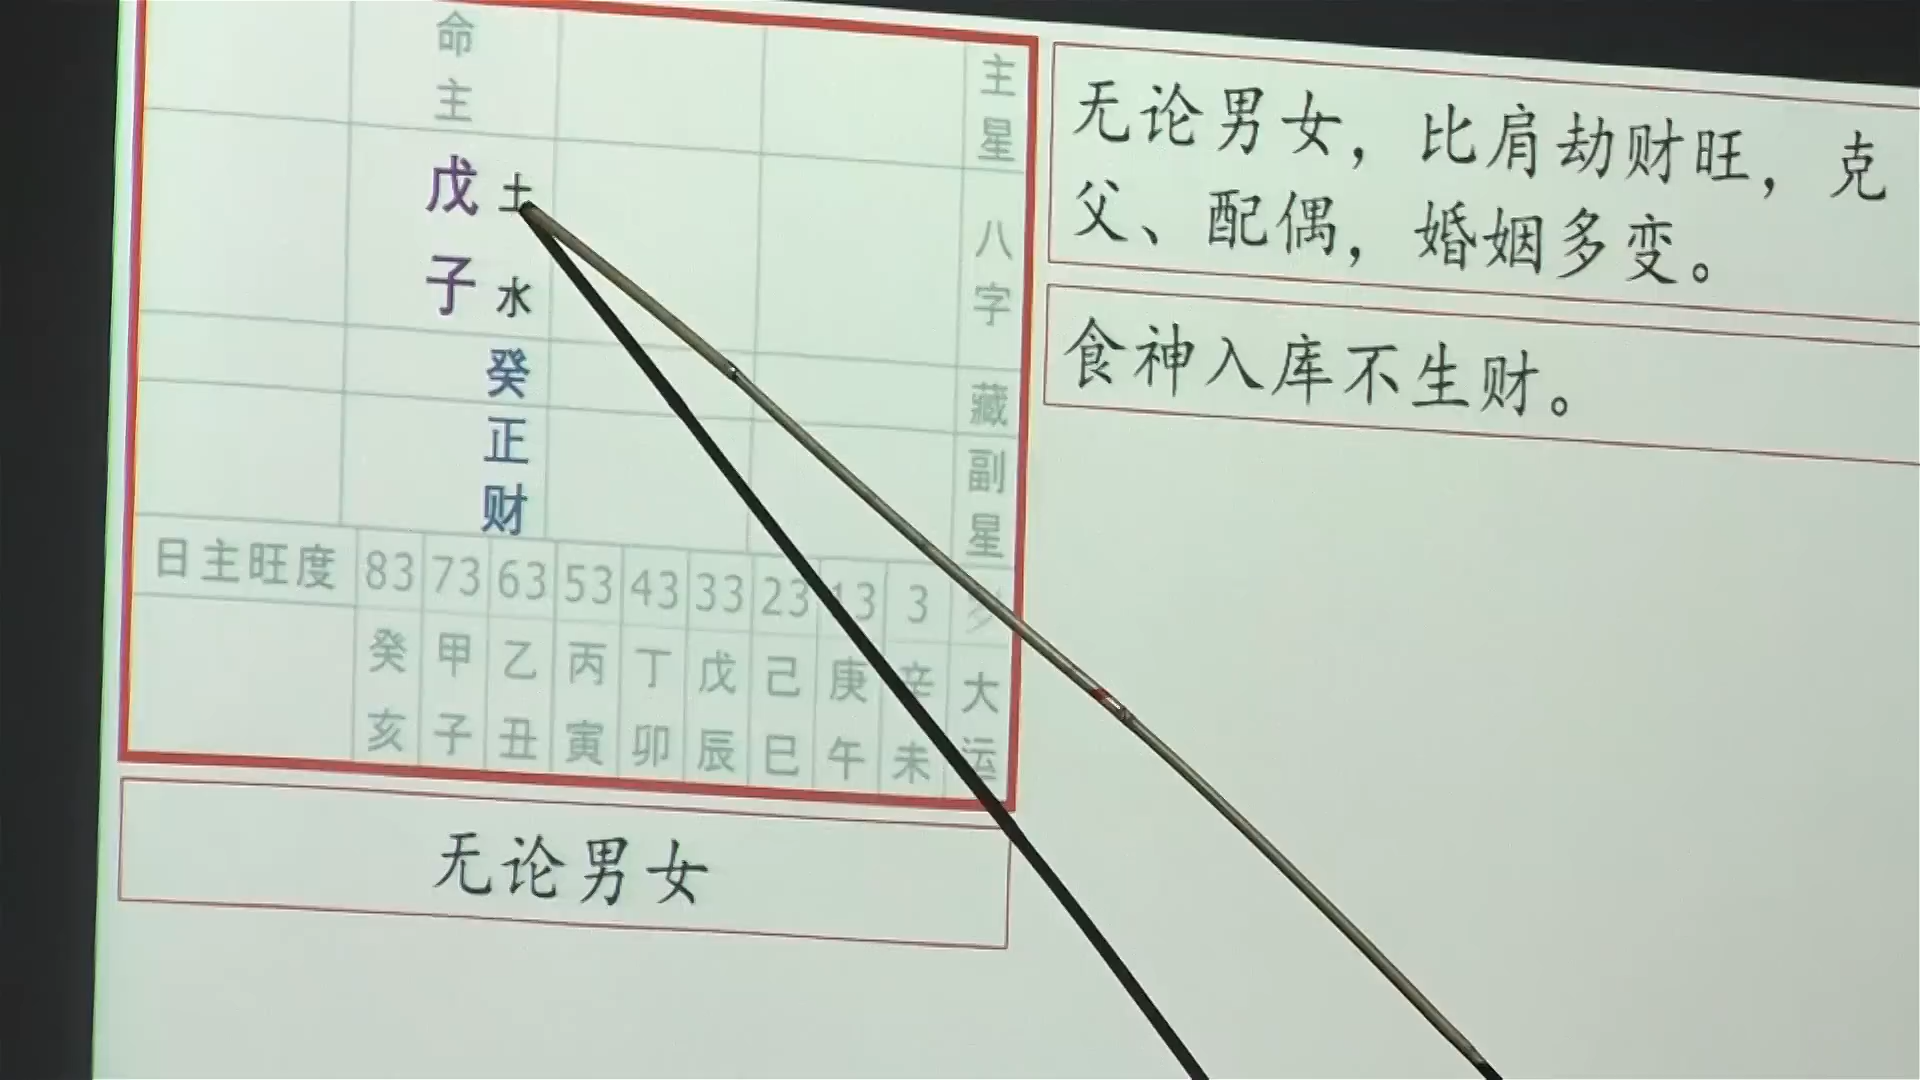 命主
主星
戊 土
子 水
八字
癸
藏
正财
副星
日主旺度 83 73 63 53 43 33 23 13 3
癸 甲 乙 丙 丁 戊 己 庚 辛 大
亥 子 丑 寅 卯 辰 巳 午 未 运
无论男女
无论男女，比肩劫财旺，克
父、配偶，婚姻多变。
食神入库不生财。